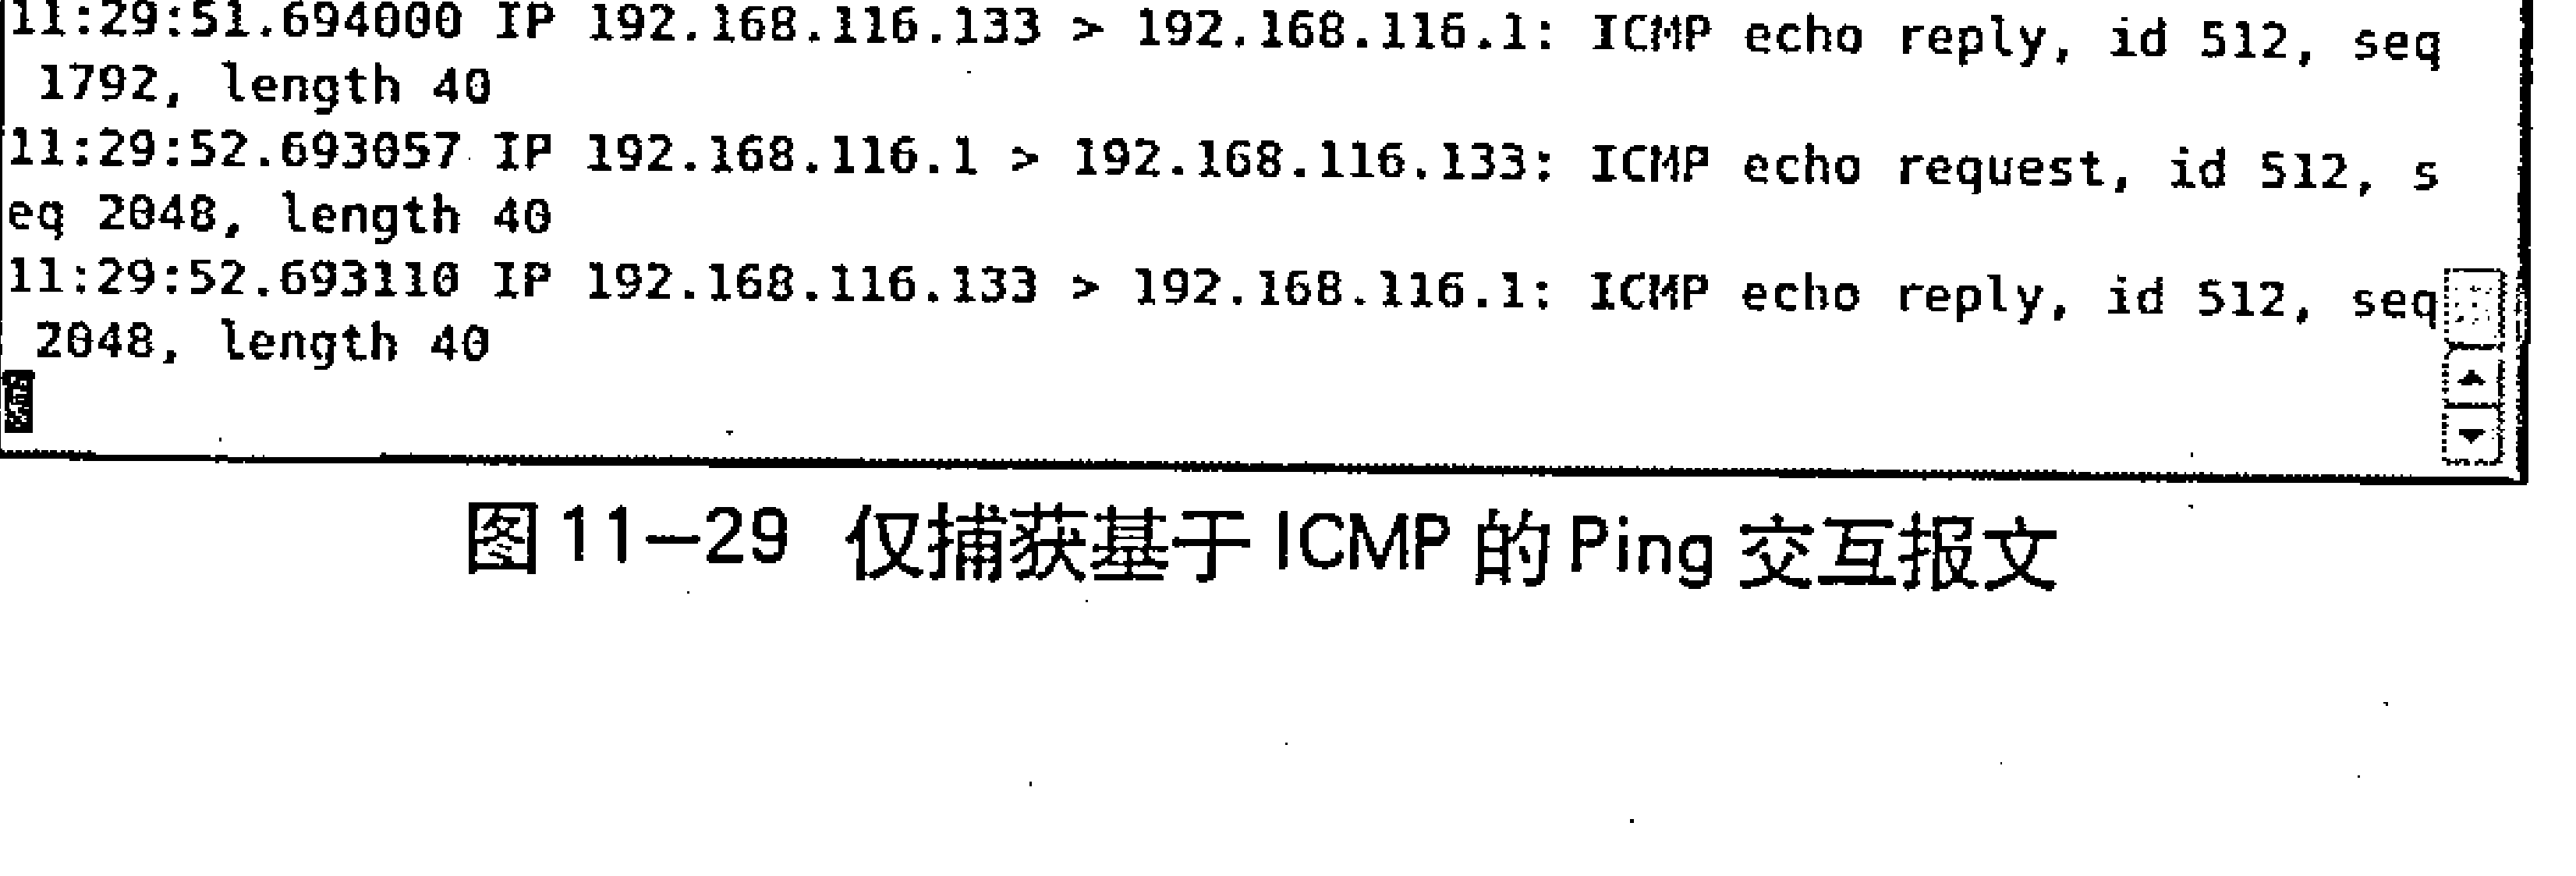 11:29:51.694000 IP 192.168.116.133 > 192.168.116.1: ICMP echo reply, id 512, seq
1792, length 40
11:29:52.693057 IP 192.168.116.1 > 192.168.116.133: ICMP echo request, id 512, s
eq 2048, length 40
11:29:52.693110 IP 192.168.116.133 > 192.168.116.1: ICMP echo reply, id 512, seq
2048, length 40
图 11—29 仅捕获基于 ICMP 的 Ping 交互报文